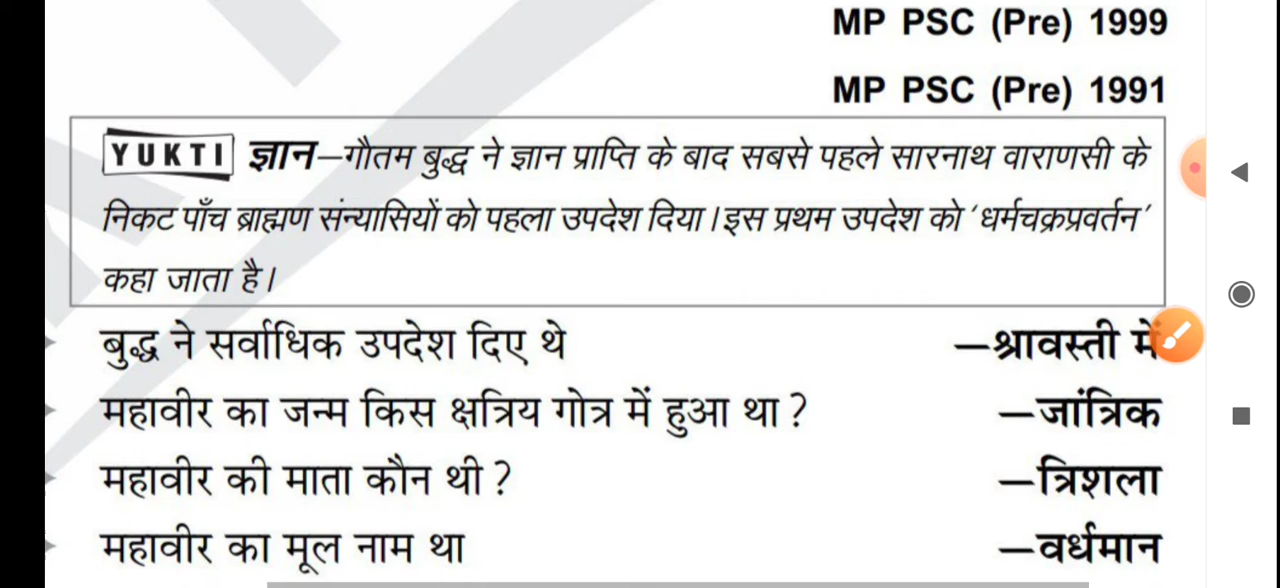 MP PSC (Pre) 1999
MP PSC (Pre) 1991
YUKTI ज्ञान—गौतम बुद्ध ने ज्ञान प्राप्ति के बाद सबसे पहले सारनाथ वाराणसी के
निकट पाँच ब्राह्मण संन्यासियों को पहला उपदेश दिया। इस प्रथम उपदेश को ‘धर्मचक्रप्रवर्तन’
कहा जाता है।
बुद्ध ने सर्वाधिक उपदेश दिए थे —श्रावस्ती में
महावीर का जन्म किस क्षत्रिय गोत्र में हुआ था? —जांत्रिक
महावीर की माता कौन थी? —त्रिशला
महावीर का मूल नाम था —वर्धमान